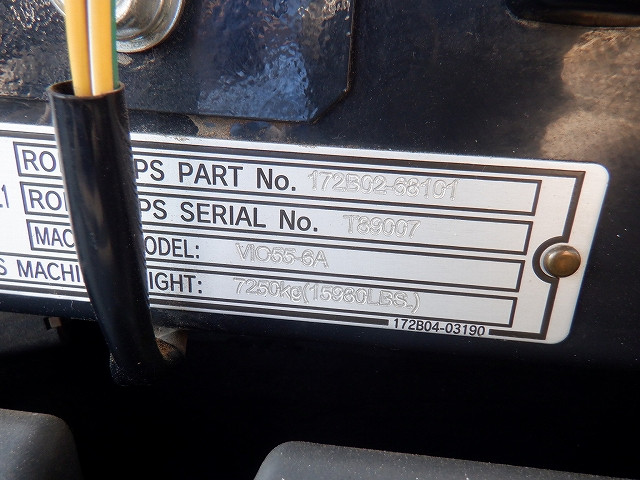 RO PS PART No. 172B02-68101
L1 RO PS SERIAL No. T89007
MAC ODEL: VIO55-6A
S MACHI IGHT: 7250kg(15980LBS.)
172B04-03190